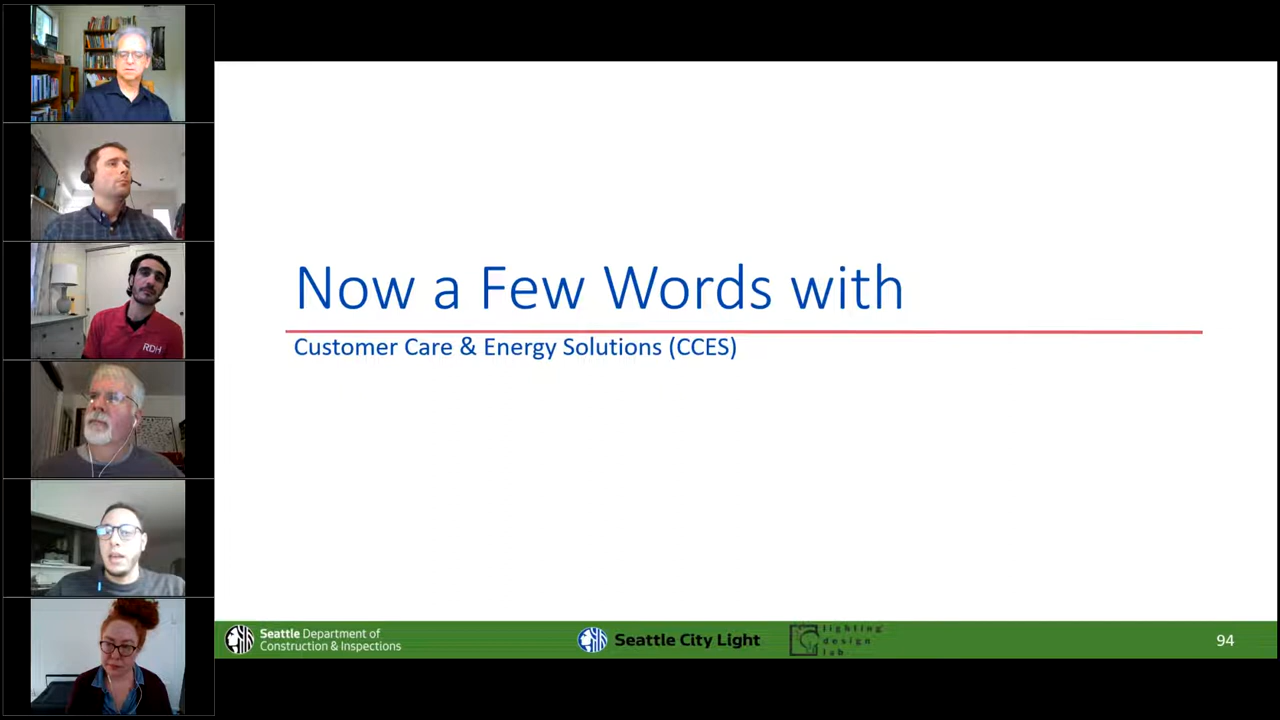 RDH
Now a Few Words with
Customer Care & Energy Solutions (CCES)
Seattle Department of
Construction & Inspections
Seattle City Light
lighting
design
lab
94